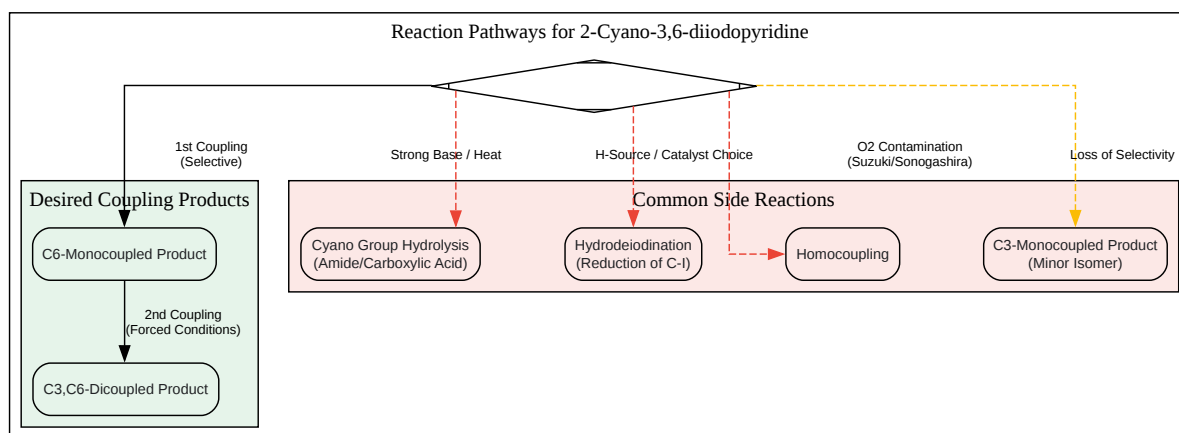 Reaction Pathways for 2-Cyano-3,6-diiodopyridine
1st Coupling
(Selective)
Strong Base / Heat
H-Source / Catalyst Choice
O2 Contamination
(Suzuki/Sonogashira)
Loss of Selectivity
Desired Coupling Products
Common Side Reactions
C6-Monocoupled Product
Cyano Group Hydrolysis
(Amide/Carboxylic Acid)
Hydrodeiodination
(Reduction of C-I)
Homocoupling
C3-Monocoupled Product
(Minor Isomer)
2nd Coupling
(Forced Conditions)
C3,C6-Dicoupled Product